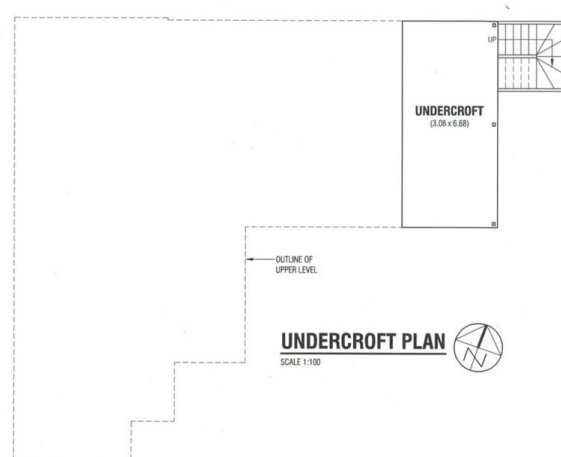 UP
UNDERCROFT
(3.08 x 6.68)
OUTLINE OF
UPPER LEVEL
UNDERCROFT PLAN
SCALE 1:100
N